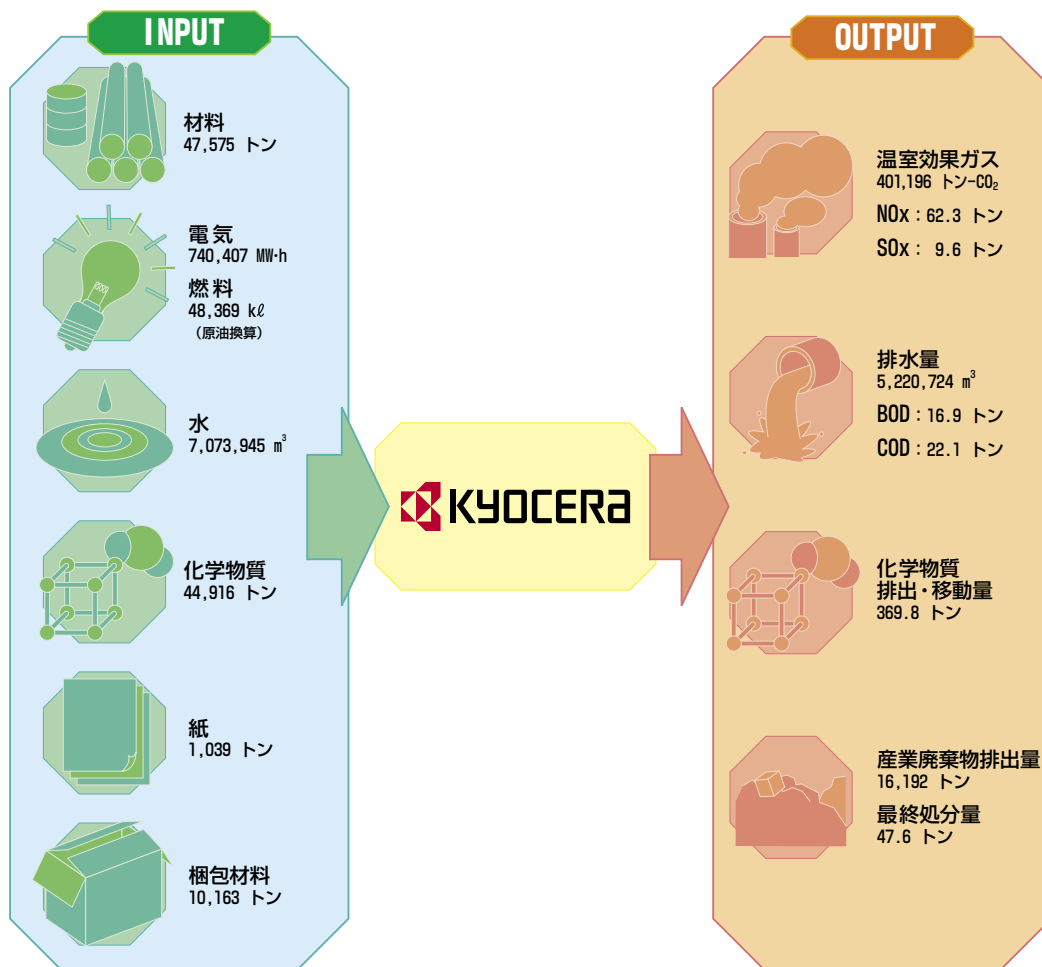 INPUT
材料
47,575 トン
電気
740,407 MW·h
燃料
48,369 kℓ
(原油換算)
水
7,073,945 m³
化学物質
44,916 トン
紙
1,039 トン
梱包材料
10,163 トン
KYOCERA
OUTPUT
温室効果ガス
401,196 トン-CO₂
NOx : 62.3 トン
SOx : 9.6 トン
排水量
5,220,724 m³
BOD : 16.9 トン
COD : 22.1 トン
化学物質
排出・移動量
369.8 トン
産業廃棄物排出量
16,192 トン
最終処分量
47.6 トン